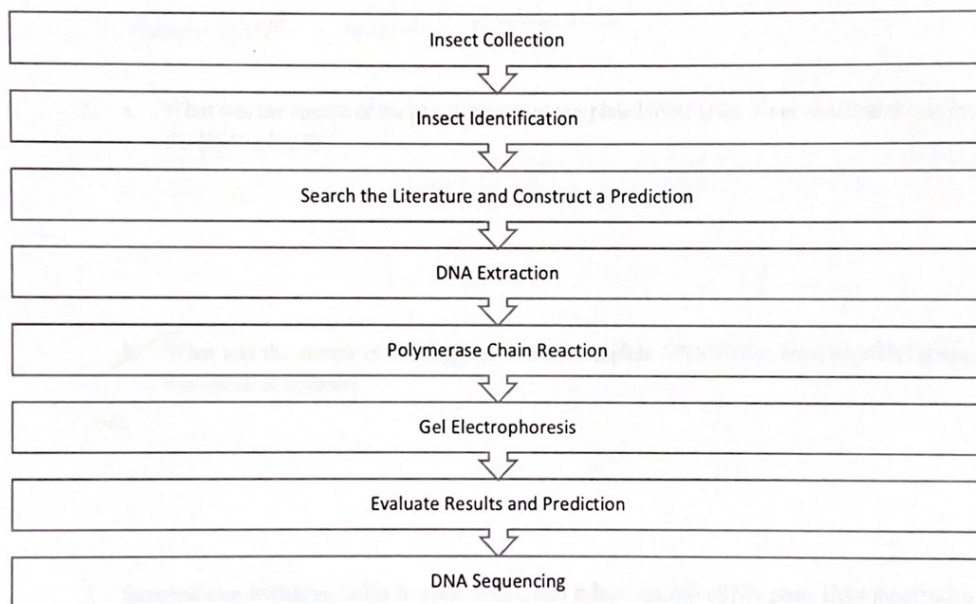 Insect Collection
Insect Identification
Search the Literature and Construct a Prediction
DNA Extraction
Polymerase Chain Reaction
Gel Electrophoresis
Evaluate Results and Prediction
DNA Sequencing